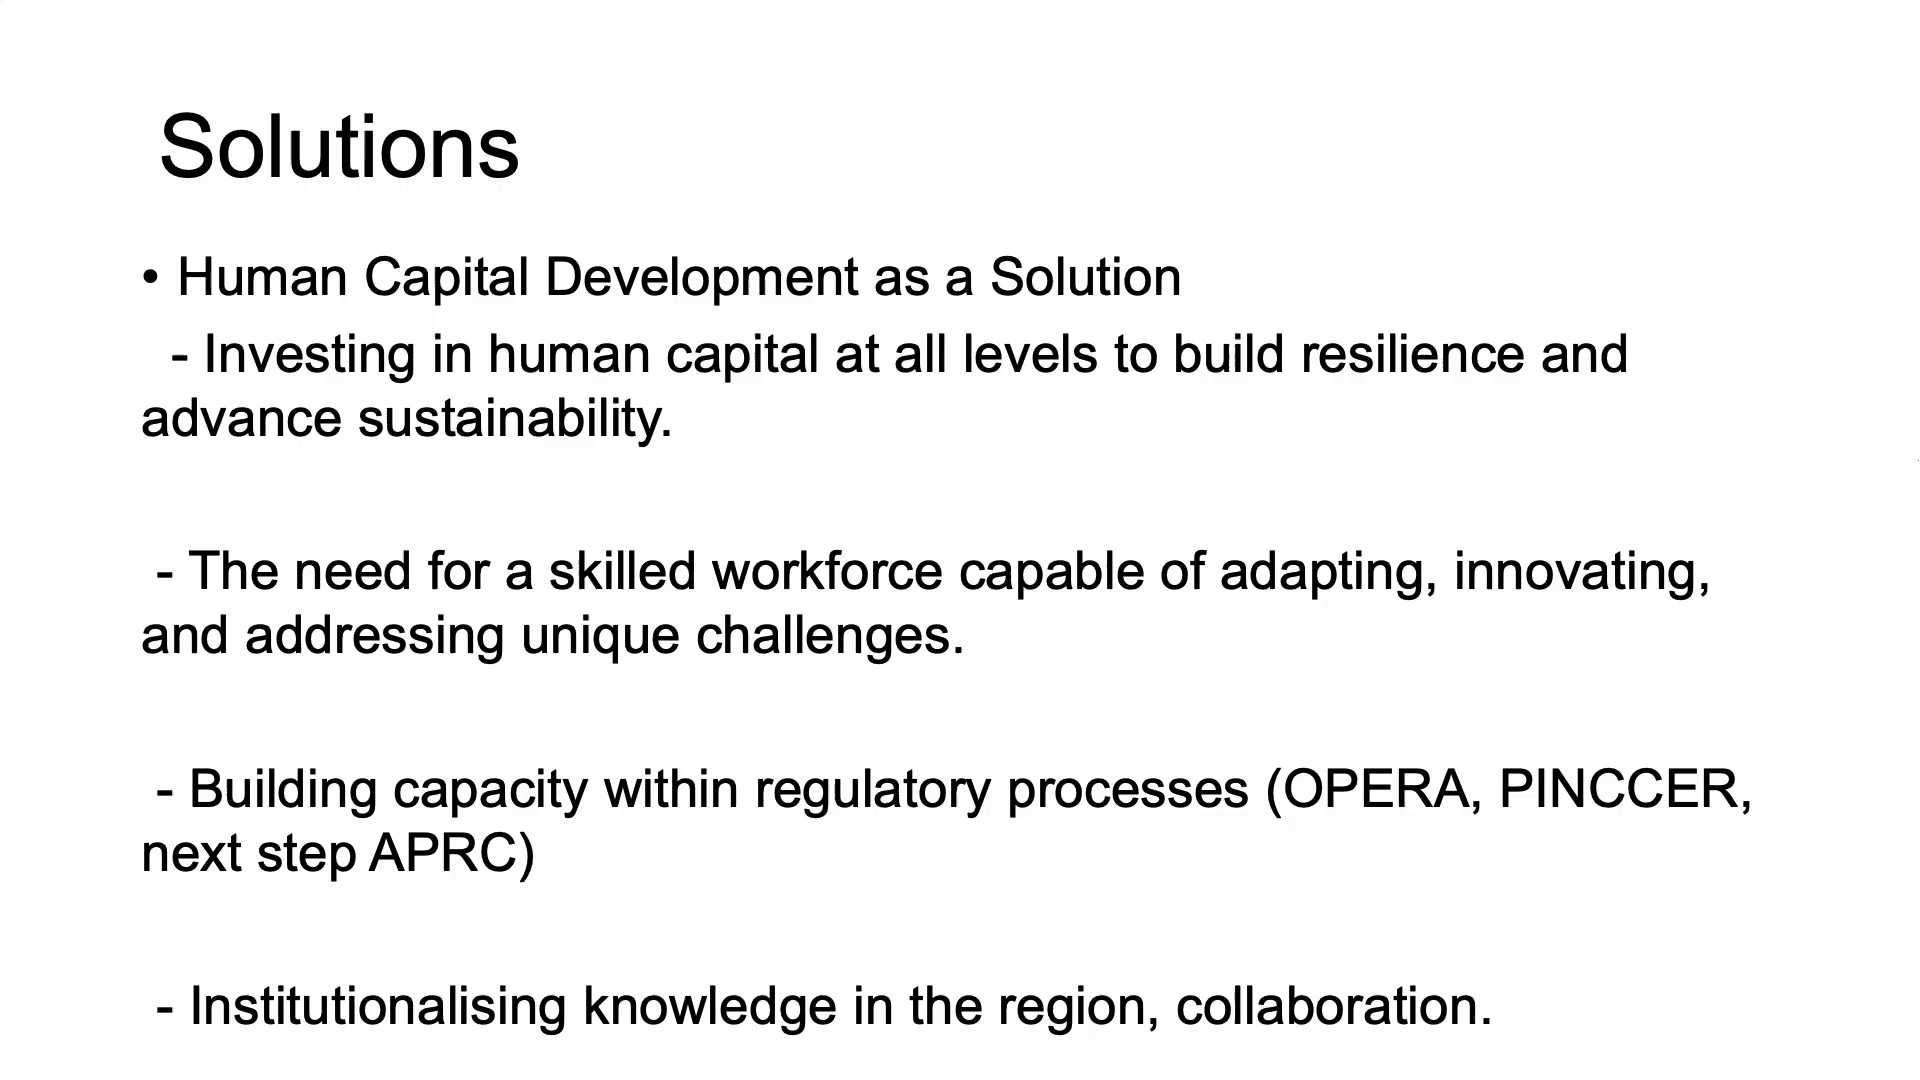 Solutions
• Human Capital Development as a Solution
- Investing in human capital at all levels to build resilience and
advance sustainability.
- The need for a skilled workforce capable of adapting, innovating,
and addressing unique challenges.
- Building capacity within regulatory processes (OPERA, PINCCER,
next step APRC)
- Institutionalising knowledge in the region, collaboration.